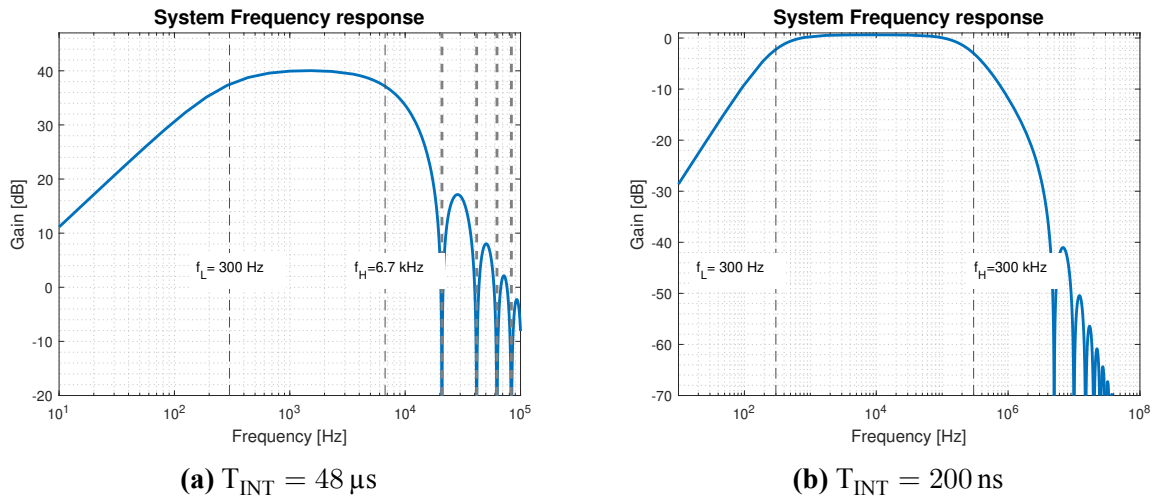 System Frequency response
40
30
20
10
0
-10
-20
Gain [dB]
f_L= 300 Hz
f_H=6.7 kHz
10^1
10^2
10^3
10^4
10^5
Frequency [Hz]
(a) T_INT = 48 µs
System Frequency response
0
-10
-20
-30
-40
-50
-60
-70
Gain [dB]
f_L= 300 Hz
f_H=300 kHz
10^2
10^4
10^6
10^8
Frequency [Hz]
(b) T_INT = 200 ns